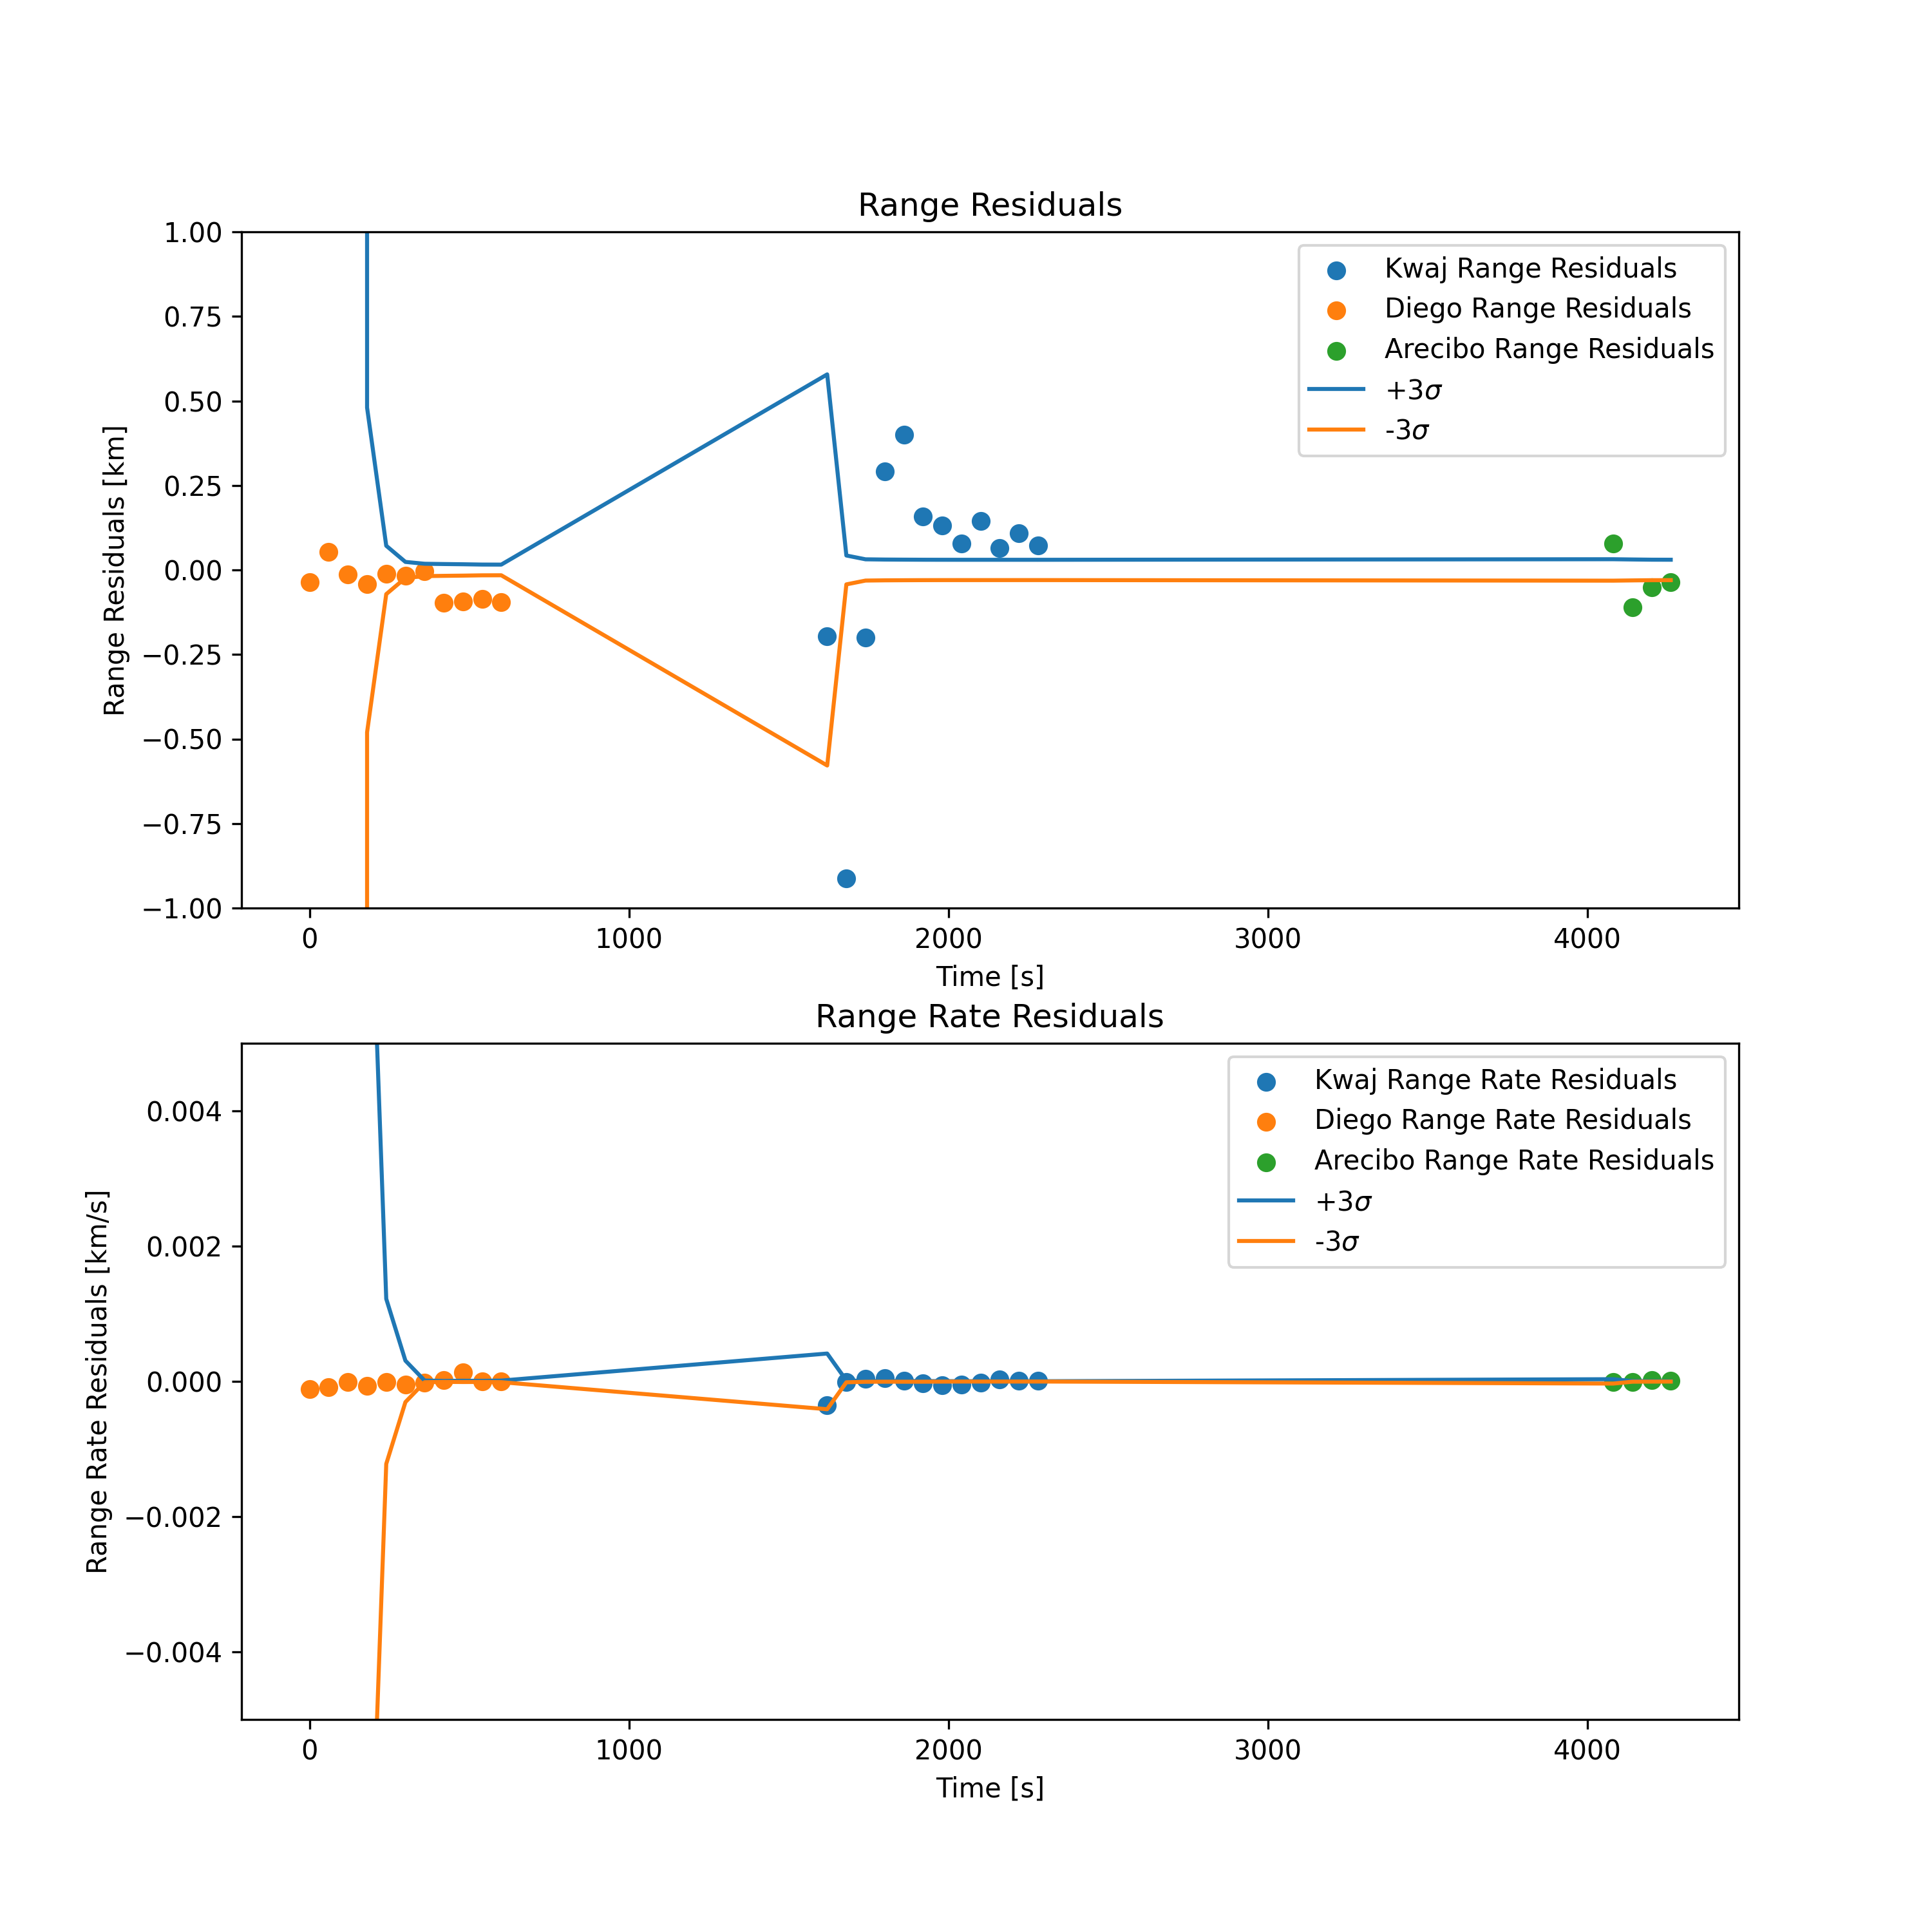 Range Residuals
1.00
0.75
0.50
0.25
0.00
−0.25
−0.50
−0.75
−1.00
Range Residuals [km]
Kwaj Range Residuals
Diego Range Residuals
Arecibo Range Residuals
+3σ
-3σ
0 1000 2000 3000 4000
Time [s]
Range Rate Residuals
0.004
0.002
0.000
−0.002
−0.004
Range Rate Residuals [km/s]
Kwaj Range Rate Residuals
Diego Range Rate Residuals
Arecibo Range Rate Residuals
+3σ
-3σ
0 1000 2000 3000 4000
Time [s]